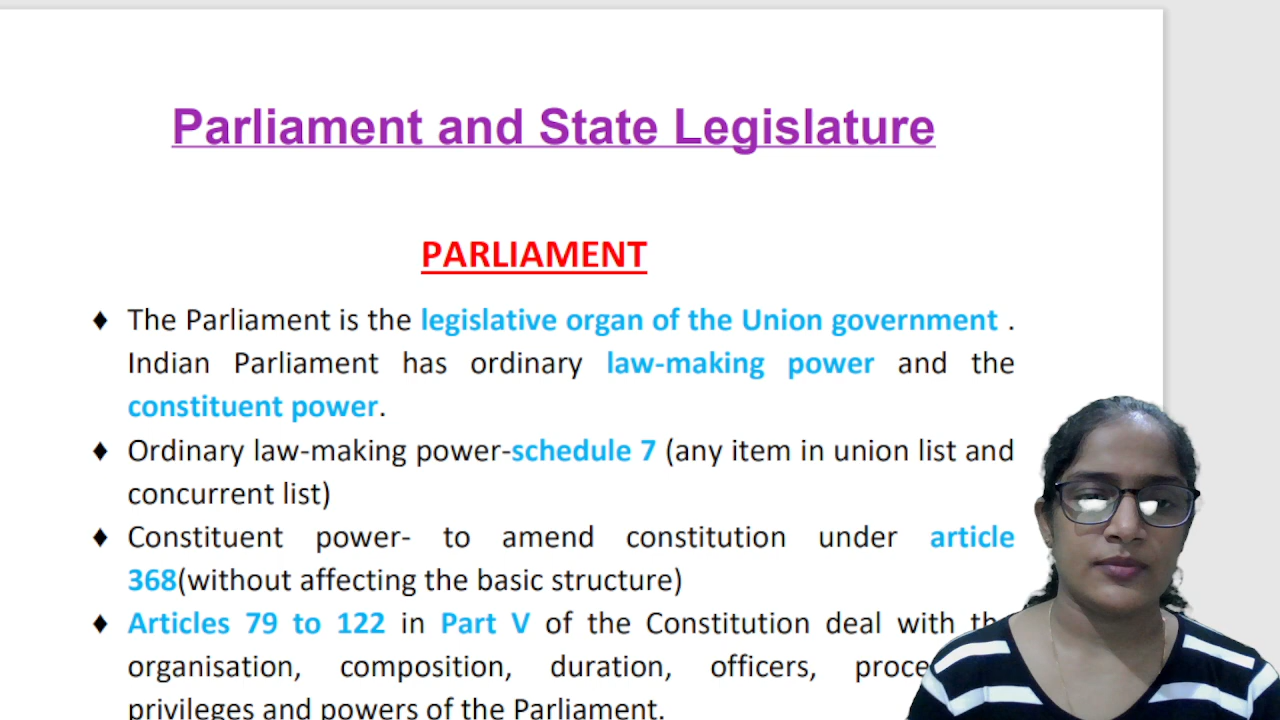 Parliament and State Legislature
PARLIAMENT
♦ The Parliament is the legislative organ of the Union government .
Indian Parliament has ordinary law-making power and the
constituent power.
♦ Ordinary law-making power-schedule 7 (any item in union list and
concurrent list)
♦ Constituent power- to amend constitution under article
368(without affecting the basic structure)
♦ Articles 79 to 122 in Part V of the Constitution deal with
organisation, composition, duration, officers,
privileges and powers of the Parliament.